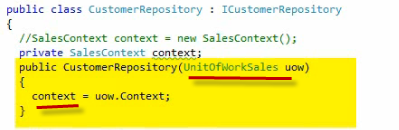 public class CustomerRepository : ICustomerRepository
{
//SalesContext context = new SalesContext();
private SalesContext context;
public CustomerRepository(UnitOfWorkSales uow)
{
context = uow.Context;
}